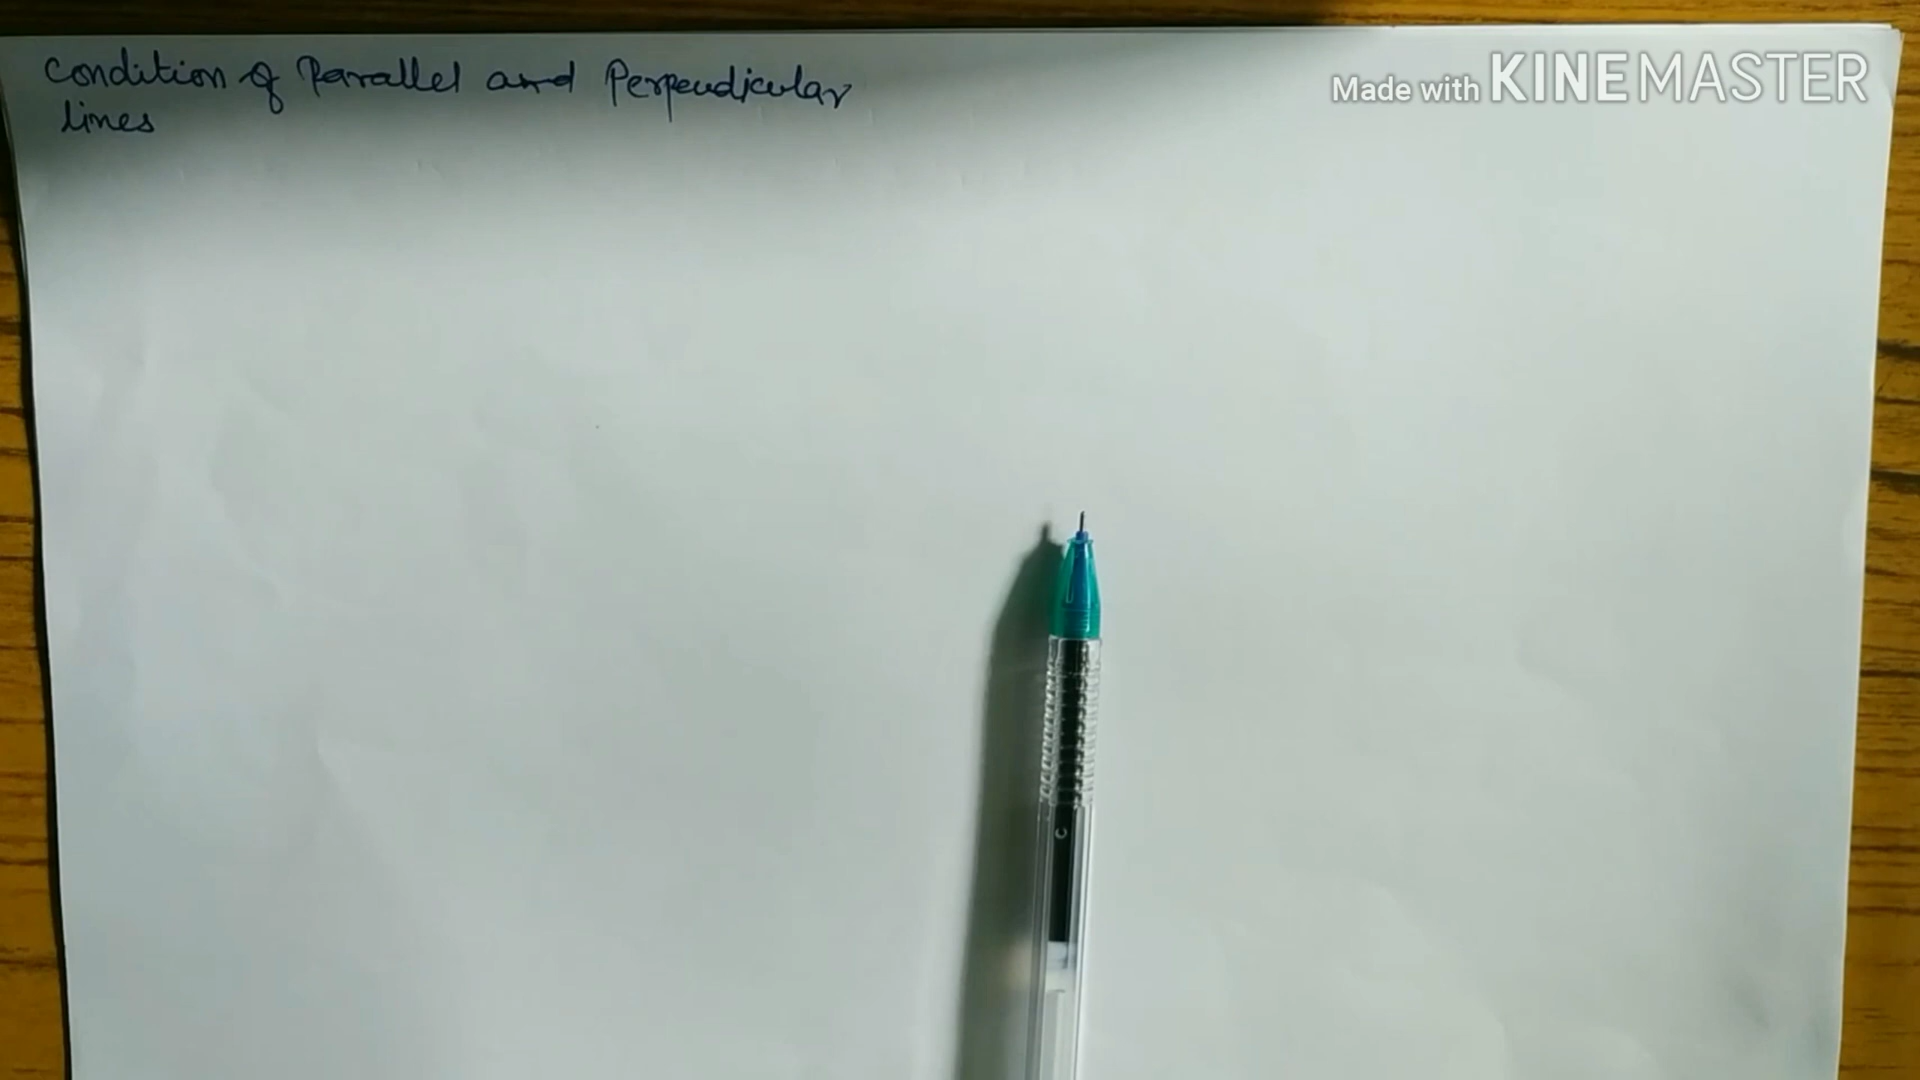 Condition of Parallel and Perpendicular
lines
Made with KINEMASTER
C